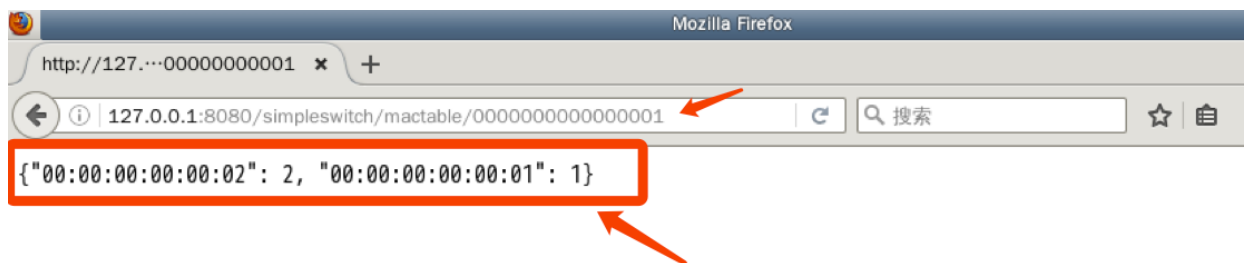 Mozilla Firefox
http://127.···00000000001
127.0.0.1:8080/simpleswitch/mactable/0000000000000001
搜索
{"00:00:00:00:00:02": 2, "00:00:00:00:00:01": 1}